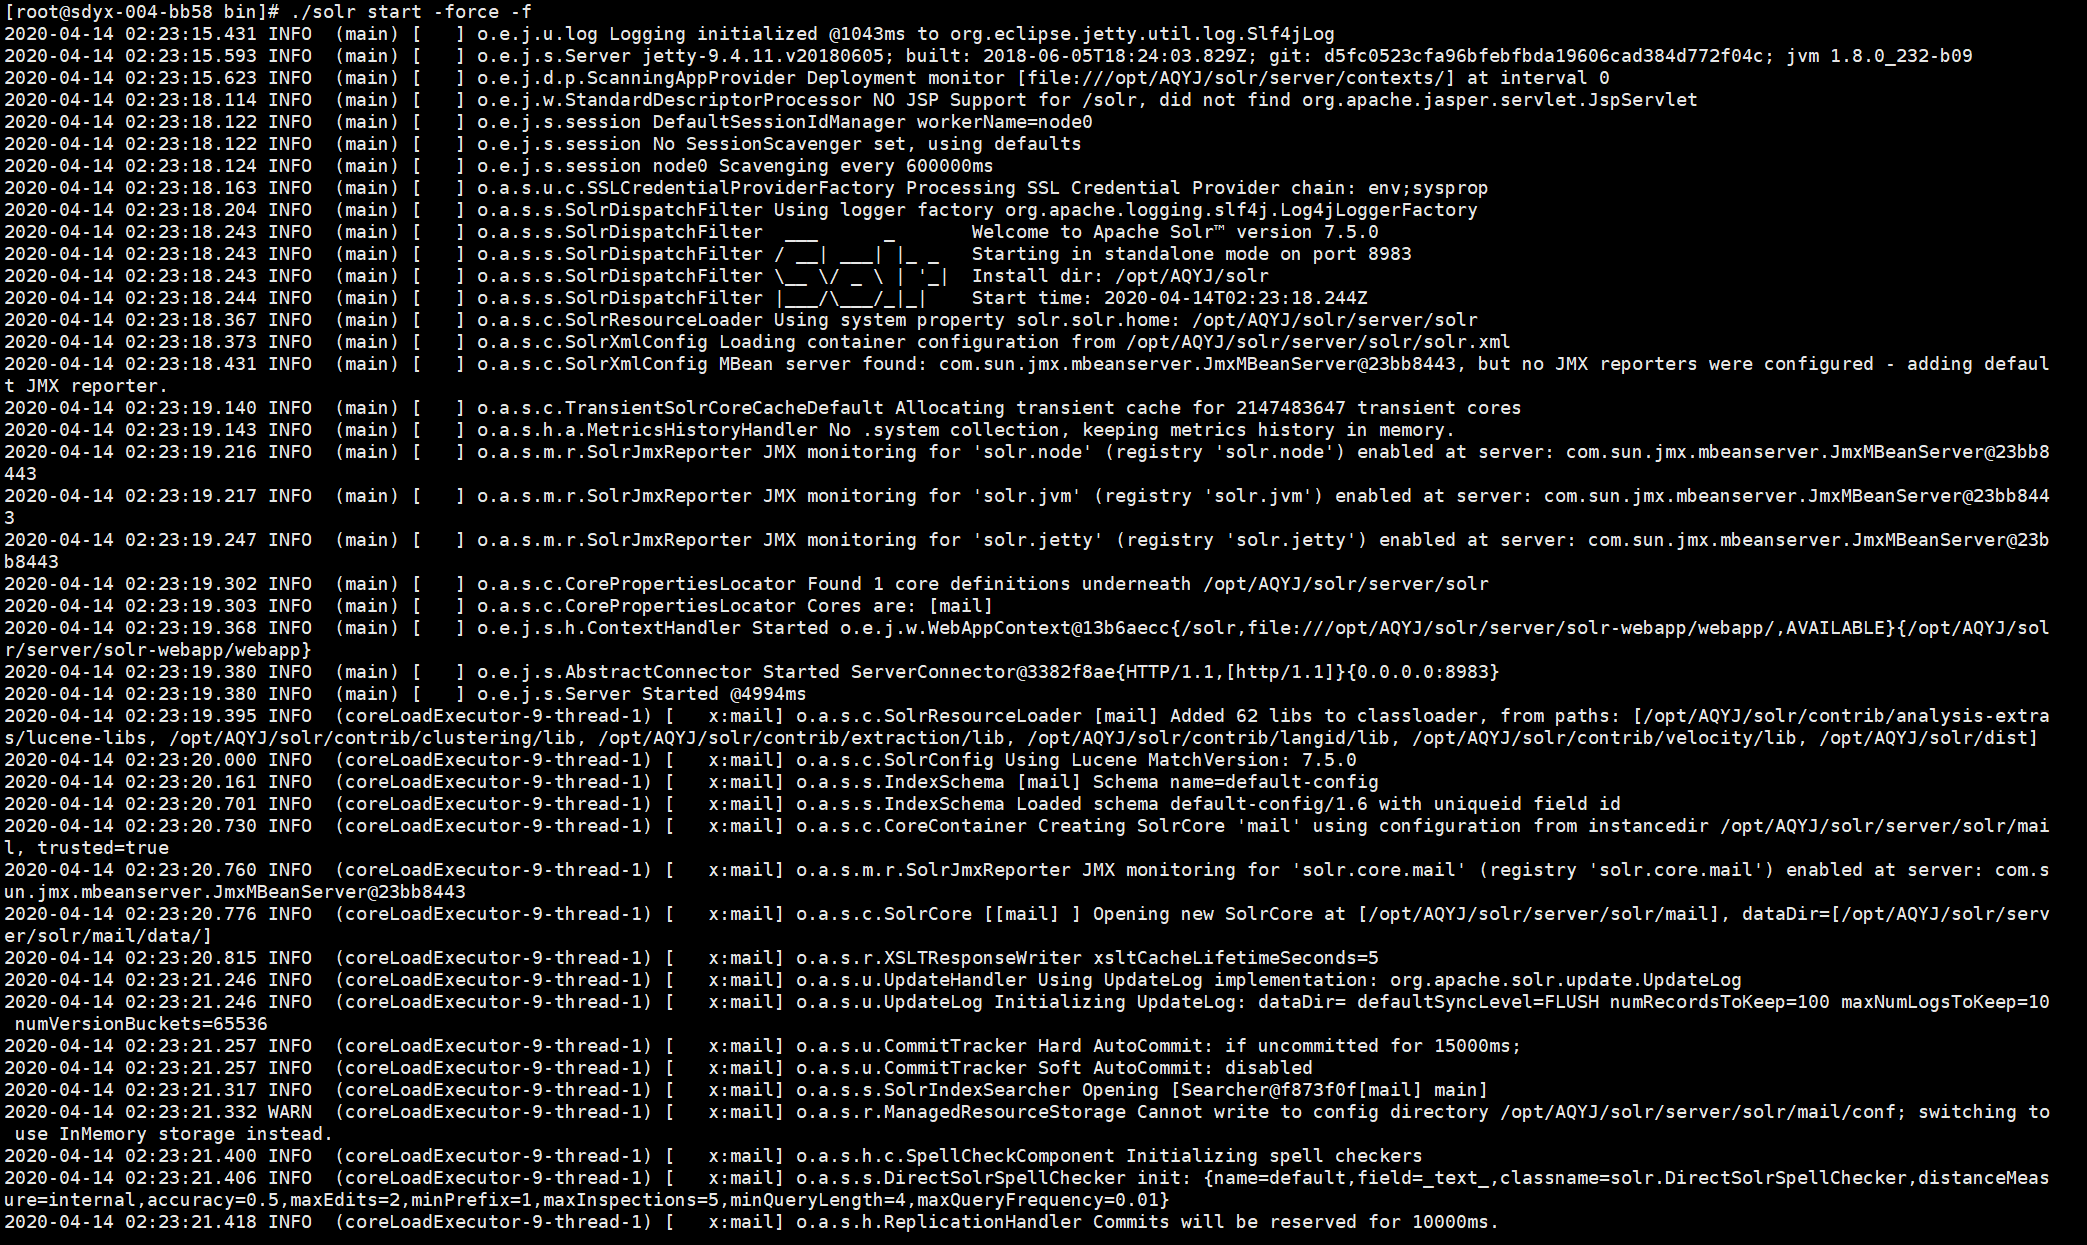 [root@sdyx-004-bb58 bin]# ./solr start -force -f
2020-04-14 02:23:15.431 INFO  (main) [   ] o.e.j.u.log Logging initialized @1043ms to org.eclipse.jetty.util.log.Slf4jLog
2020-04-14 02:23:15.593 INFO  (main) [   ] o.e.j.s.Server jetty-9.4.11.v20180605; built: 2018-06-05T18:24:03.829Z; git: d5fc0523cfa96bfebfbda19606cad384d772f04c; jvm 1.8.0_232-b09
2020-04-14 02:23:15.623 INFO  (main) [   ] o.e.j.d.p.ScanningAppProvider Deployment monitor [file:///opt/AQYJ/solr/server/contexts/] at interval 0
2020-04-14 02:23:18.114 INFO  (main) [   ] o.e.j.w.StandardDescriptorProcessor NO JSP Support for /solr, did not find org.apache.jasper.servlet.JspServlet
2020-04-14 02:23:18.122 INFO  (main) [   ] o.e.j.s.session DefaultSessionIdManager workerName=node0
2020-04-14 02:23:18.122 INFO  (main) [   ] o.e.j.s.session No SessionScavenger set, using defaults
2020-04-14 02:23:18.124 INFO  (main) [   ] o.e.j.s.session node0 Scavenging every 600000ms
2020-04-14 02:23:18.163 INFO  (main) [   ] o.a.s.u.c.SSLCredentialProviderFactory Processing SSL Credential Provider chain: env;sysprop
2020-04-14 02:23:18.204 INFO  (main) [   ] o.a.s.s.SolrDispatchFilter Using logger factory org.apache.logging.slf4j.Log4jLoggerFactory
2020-04-14 02:23:18.243 INFO  (main) [   ] o.a.s.s.SolrDispatchFilter  ___      _       Welcome to Apache Solr™ version 7.5.0
2020-04-14 02:23:18.243 INFO  (main) [   ] o.a.s.s.SolrDispatchFilter / __| ___| |_ _   Starting in standalone mode on port 8983
2020-04-14 02:23:18.243 INFO  (main) [   ] o.a.s.s.SolrDispatchFilter \__ \/ _ \ | '_|  Install dir: /opt/AQYJ/solr
2020-04-14 02:23:18.244 INFO  (main) [   ] o.a.s.s.SolrDispatchFilter |___/\___/_|_|    Start time: 2020-04-14T02:23:18.244Z
2020-04-14 02:23:18.367 INFO  (main) [   ] o.a.s.c.SolrResourceLoader Using system property solr.solr.home: /opt/AQYJ/solr/server/solr
2020-04-14 02:23:18.373 INFO  (main) [   ] o.a.s.c.SolrXmlConfig Loading container configuration from /opt/AQYJ/solr/server/solr/solr.xml
2020-04-14 02:23:18.431 INFO  (main) [   ] o.a.s.c.SolrXmlConfig MBean server found: com.sun.jmx.mbeanserver.JmxMBeanServer@23bb8443, but no JMX reporters were configured - adding defaul
t JMX reporter.
2020-04-14 02:23:19.140 INFO  (main) [   ] o.a.s.c.TransientSolrCoreCacheDefault Allocating transient cache for 2147483647 transient cores
2020-04-14 02:23:19.143 INFO  (main) [   ] o.a.s.h.a.MetricsHistoryHandler No .system collection, keeping metrics history in memory.
2020-04-14 02:23:19.216 INFO  (main) [   ] o.a.s.m.r.SolrJmxReporter JMX monitoring for 'solr.node' (registry 'solr.node') enabled at server: com.sun.jmx.mbeanserver.JmxMBeanServer@23bb8
443
2020-04-14 02:23:19.217 INFO  (main) [   ] o.a.s.m.r.SolrJmxReporter JMX monitoring for 'solr.jvm' (registry 'solr.jvm') enabled at server: com.sun.jmx.mbeanserver.JmxMBeanServer@23bb844
3
2020-04-14 02:23:19.247 INFO  (main) [   ] o.a.s.m.r.SolrJmxReporter JMX monitoring for 'solr.jetty' (registry 'solr.jetty') enabled at server: com.sun.jmx.mbeanserver.JmxMBeanServer@23b
b8443
2020-04-14 02:23:19.302 INFO  (main) [   ] o.a.s.c.CorePropertiesLocator Found 1 core definitions underneath /opt/AQYJ/solr/server/solr
2020-04-14 02:23:19.303 INFO  (main) [   ] o.a.s.c.CorePropertiesLocator Cores are: [mail]
2020-04-14 02:23:19.368 INFO  (main) [   ] o.e.j.s.h.ContextHandler Started o.e.j.w.WebAppContext@13b6aecc{/solr,file:///opt/AQYJ/solr/server/solr-webapp/webapp/,AVAILABLE}{/opt/AQYJ/sol
r/server/solr-webapp/webapp}
2020-04-14 02:23:19.380 INFO  (main) [   ] o.e.j.s.AbstractConnector Started ServerConnector@3382f8ae{HTTP/1.1,[http/1.1]}{0.0.0.0:8983}
2020-04-14 02:23:19.380 INFO  (main) [   ] o.e.j.s.Server Started @4994ms
2020-04-14 02:23:19.395 INFO  (coreLoadExecutor-9-thread-1) [   x:mail] o.a.s.c.SolrResourceLoader [mail] Added 62 libs to classloader, from paths: [/opt/AQYJ/solr/contrib/analysis-extra
s/lucene-libs, /opt/AQYJ/solr/contrib/clustering/lib, /opt/AQYJ/solr/contrib/extraction/lib, /opt/AQYJ/solr/contrib/langid/lib, /opt/AQYJ/solr/contrib/velocity/lib, /opt/AQYJ/solr/dist]
2020-04-14 02:23:20.000 INFO  (coreLoadExecutor-9-thread-1) [   x:mail] o.a.s.c.SolrConfig Using Lucene MatchVersion: 7.5.0
2020-04-14 02:23:20.161 INFO  (coreLoadExecutor-9-thread-1) [   x:mail] o.a.s.s.IndexSchema [mail] Schema name=default-config
2020-04-14 02:23:20.701 INFO  (coreLoadExecutor-9-thread-1) [   x:mail] o.a.s.s.IndexSchema Loaded schema default-config/1.6 with uniqueid field id
2020-04-14 02:23:20.730 INFO  (coreLoadExecutor-9-thread-1) [   x:mail] o.a.s.c.CoreContainer Creating SolrCore 'mail' using configuration from instancedir /opt/AQYJ/solr/server/solr/mai
l, trusted=true
2020-04-14 02:23:20.760 INFO  (coreLoadExecutor-9-thread-1) [   x:mail] o.a.s.m.r.SolrJmxReporter JMX monitoring for 'solr.core.mail' (registry 'solr.core.mail') enabled at server: com.s
un.jmx.mbeanserver.JmxMBeanServer@23bb8443
2020-04-14 02:23:20.776 INFO  (coreLoadExecutor-9-thread-1) [   x:mail] o.a.s.c.SolrCore [[mail] ] Opening new SolrCore at [/opt/AQYJ/solr/server/solr/mail], dataDir=[/opt/AQYJ/solr/serv
er/solr/mail/data/]
2020-04-14 02:23:20.815 INFO  (coreLoadExecutor-9-thread-1) [   x:mail] o.a.s.r.XSLTResponseWriter xsltCacheLifetimeSeconds=5
2020-04-14 02:23:21.246 INFO  (coreLoadExecutor-9-thread-1) [   x:mail] o.a.s.u.UpdateHandler Using UpdateLog implementation: org.apache.solr.update.UpdateLog
2020-04-14 02:23:21.246 INFO  (coreLoadExecutor-9-thread-1) [   x:mail] o.a.s.u.UpdateLog Initializing UpdateLog: dataDir= defaultSyncLevel=FLUSH numRecordsToKeep=100 maxNumLogsToKeep=10
 numVersionBuckets=65536
2020-04-14 02:23:21.257 INFO  (coreLoadExecutor-9-thread-1) [   x:mail] o.a.s.u.CommitTracker Hard AutoCommit: if uncommitted for 15000ms;
2020-04-14 02:23:21.257 INFO  (coreLoadExecutor-9-thread-1) [   x:mail] o.a.s.u.CommitTracker Soft AutoCommit: disabled
2020-04-14 02:23:21.317 INFO  (coreLoadExecutor-9-thread-1) [   x:mail] o.a.s.s.SolrIndexSearcher Opening [Searcher@f873f0f[mail] main]
2020-04-14 02:23:21.332 WARN  (coreLoadExecutor-9-thread-1) [   x:mail] o.a.s.r.ManagedResourceStorage Cannot write to config directory /opt/AQYJ/solr/server/solr/mail/conf; switching to
 use InMemory storage instead.
2020-04-14 02:23:21.400 INFO  (coreLoadExecutor-9-thread-1) [   x:mail] o.a.s.h.c.SpellCheckComponent Initializing spell checkers
2020-04-14 02:23:21.406 INFO  (coreLoadExecutor-9-thread-1) [   x:mail] o.a.s.s.DirectSolrSpellChecker init: {name=default,field=_text_,classname=solr.DirectSolrSpellChecker,distanceMeas
ure=internal,accuracy=0.5,maxEdits=2,minPrefix=1,maxInspections=5,minQueryLength=4,maxQueryFrequency=0.01}
2020-04-14 02:23:21.418 INFO  (coreLoadExecutor-9-thread-1) [   x:mail] o.a.s.h.ReplicationHandler Commits will be reserved for 10000ms.